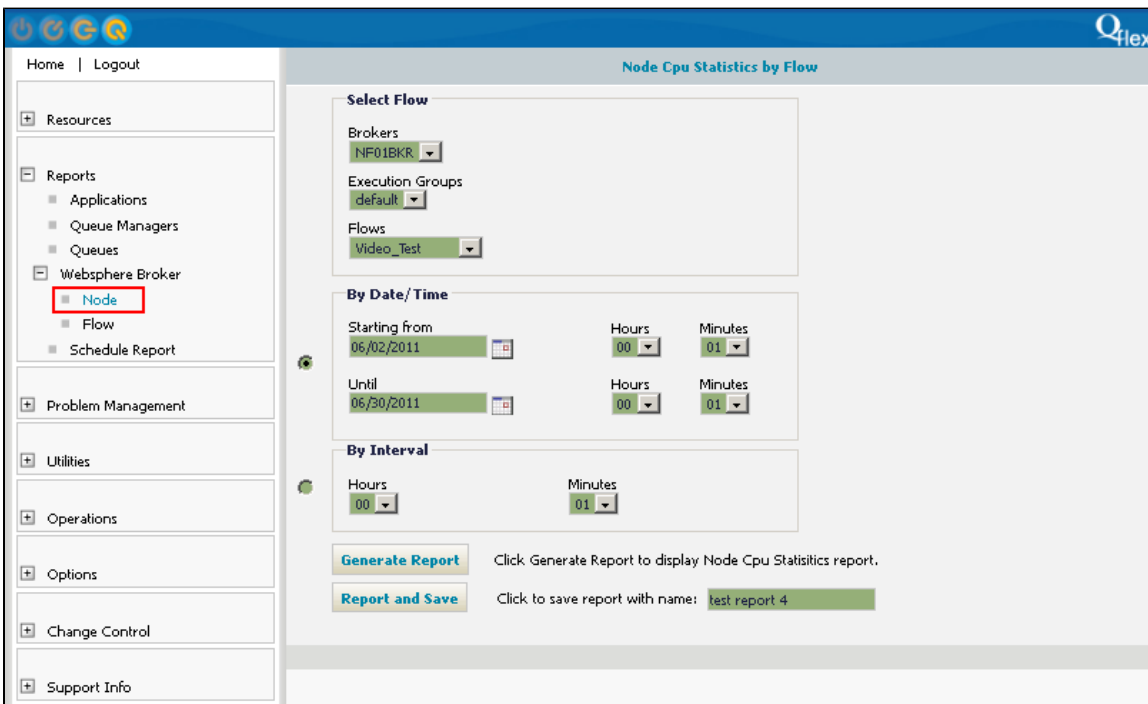 Qflex
Home | Logout
Resources
Reports
Applications
Queue Managers
Queues
Websphere Broker
Node
Flow
Schedule Report
Problem Management
Utilities
Operations
Options
Change Control
Support Info
Node Cpu Statistics by Flow
Select Flow
Brokers
NF01BKR
Execution Groups
default
Flows
Video_Test
By Date/Time
Starting from Hours Minutes
06/02/2011 00 01
Until Hours Minutes
06/30/2011 00 01
By Interval
Hours Minutes
00 01
Generate Report Click Generate Report to display Node Cpu Statisitics report.
Report and Save Click to save report with name: test report 4